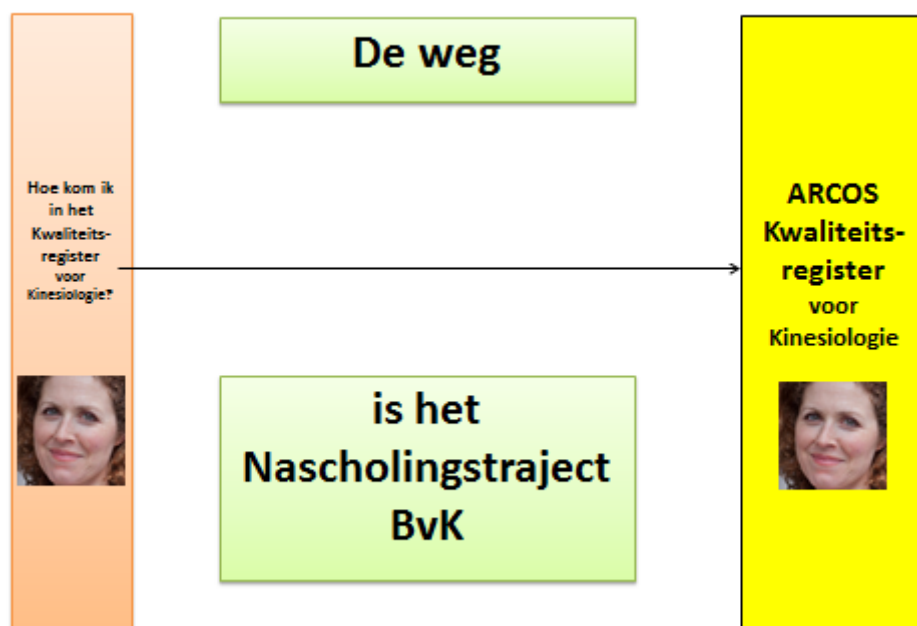 De weg
Hoe kom ik
in het
Kwaliteits-
register
voor
Kinesiologie?
ARCOS
Kwaliteits-
register
voor
Kinesiologie
is het
Nascholingstraject
BvK